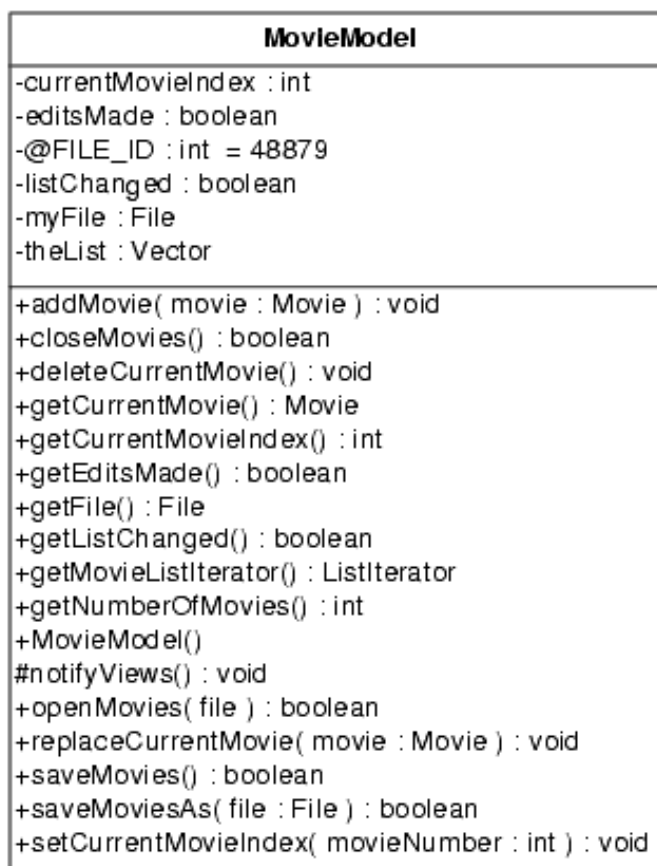 MovieModel
-currentMovieIndex : int
-editsMade : boolean
-@FILE_ID : int = 48879
-listChanged : boolean
-myFile : File
-theList : Vector
+addMovie( movie : Movie ) : void
+closeMovies() : boolean
+deleteCurrentMovie() : void
+getCurrentMovie() : Movie
+getCurrentMovieIndex() : int
+getEditsMade() : boolean
+getFile() : File
+getListChanged() : boolean
+getMovieListIterator() : ListIterator
+getNumberOfMovies() : int
+MovieModel()
#notifyViews() : void
+openMovies( file ) : boolean
+replaceCurrentMovie( movie : Movie ) : void
+saveMovies() : boolean
+saveMoviesAs( file : File ) : boolean
+setCurrentMovieIndex( movieNumber : int ) : void